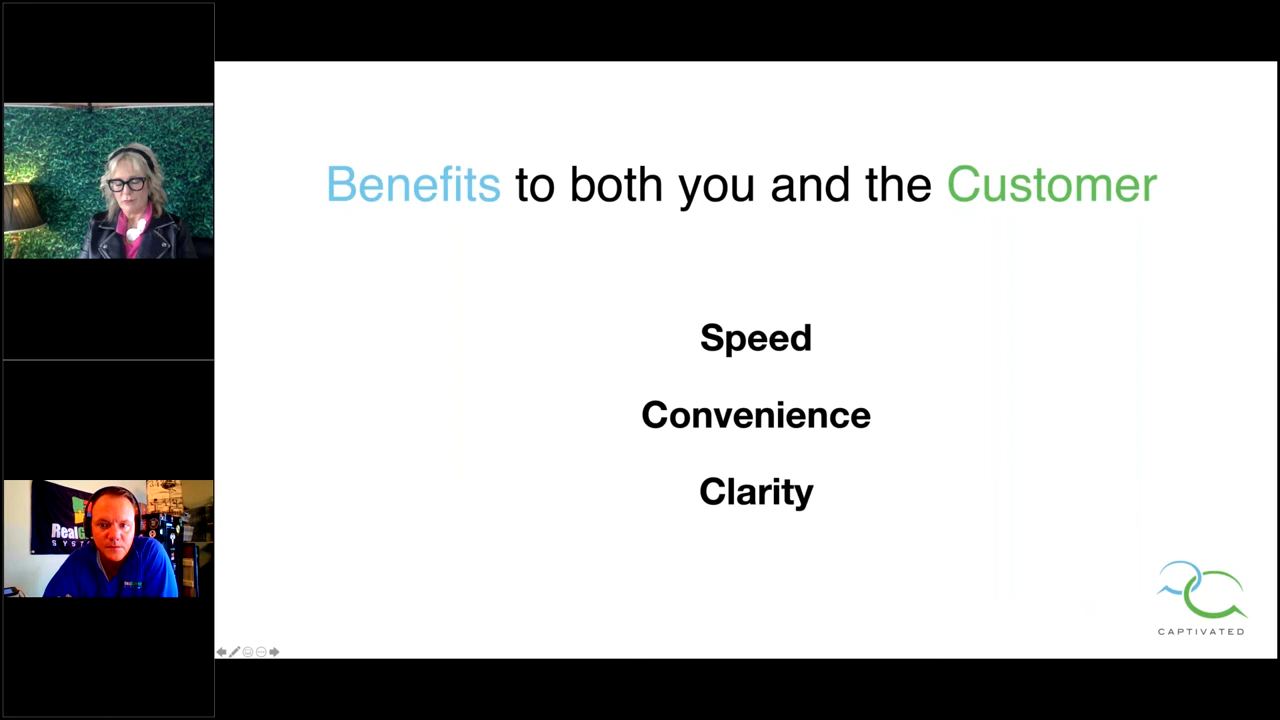 Benefits to both you and the Customer
Speed
Convenience
Clarity
CAPTIVATED